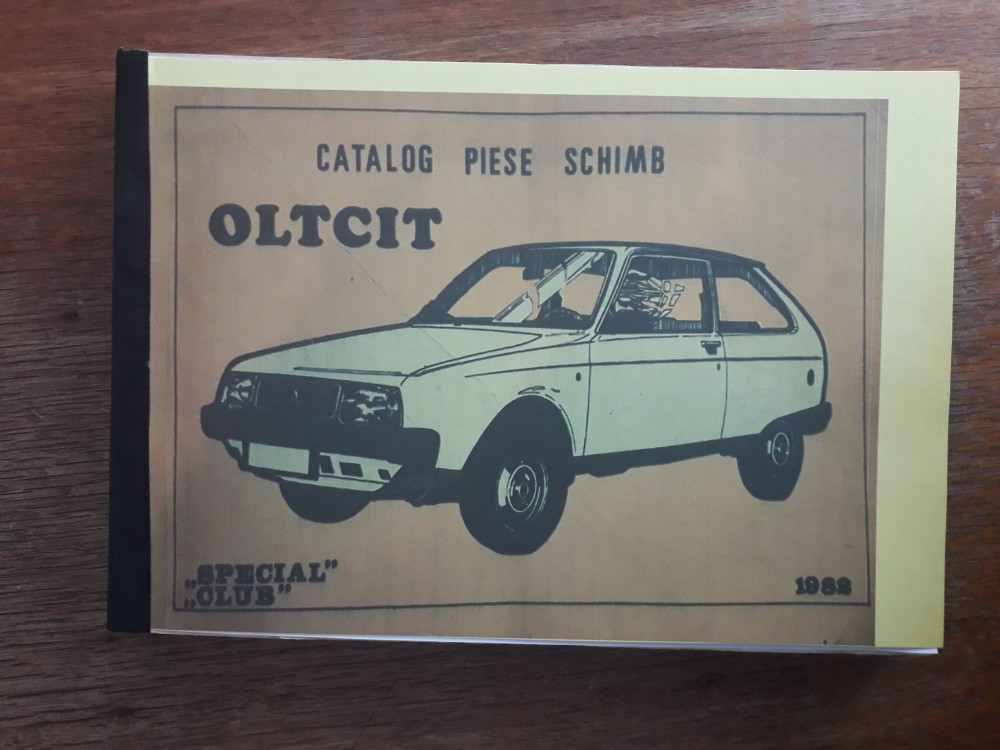 CATALOG PIESE SCHIMB
OLTCIT
„SPECIAL”
„CLUB”
1982